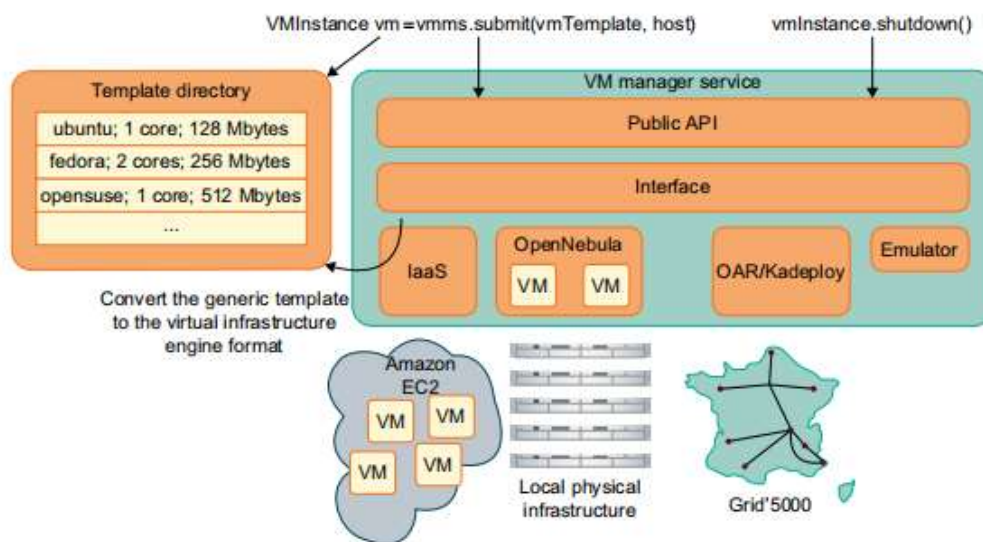 VMInstance vm=vmms.submit(vmTemplate, host)
vmInstance.shutdown()
Template directory
ubuntu; 1 core; 128 Mbytes
fedora; 2 cores; 256 Mbytes
opensuse; 1 core; 512 Mbytes
...
VM manager service
Public API
Interface
IaaS
OpenNebula
VM
VM
OAR/Kadeploy
Emulator
Convert the generic template
to the virtual infrastructure
engine format
Amazon
EC2
VM
VM
VM
VM
Local physical
infrastructure
Grid'5000